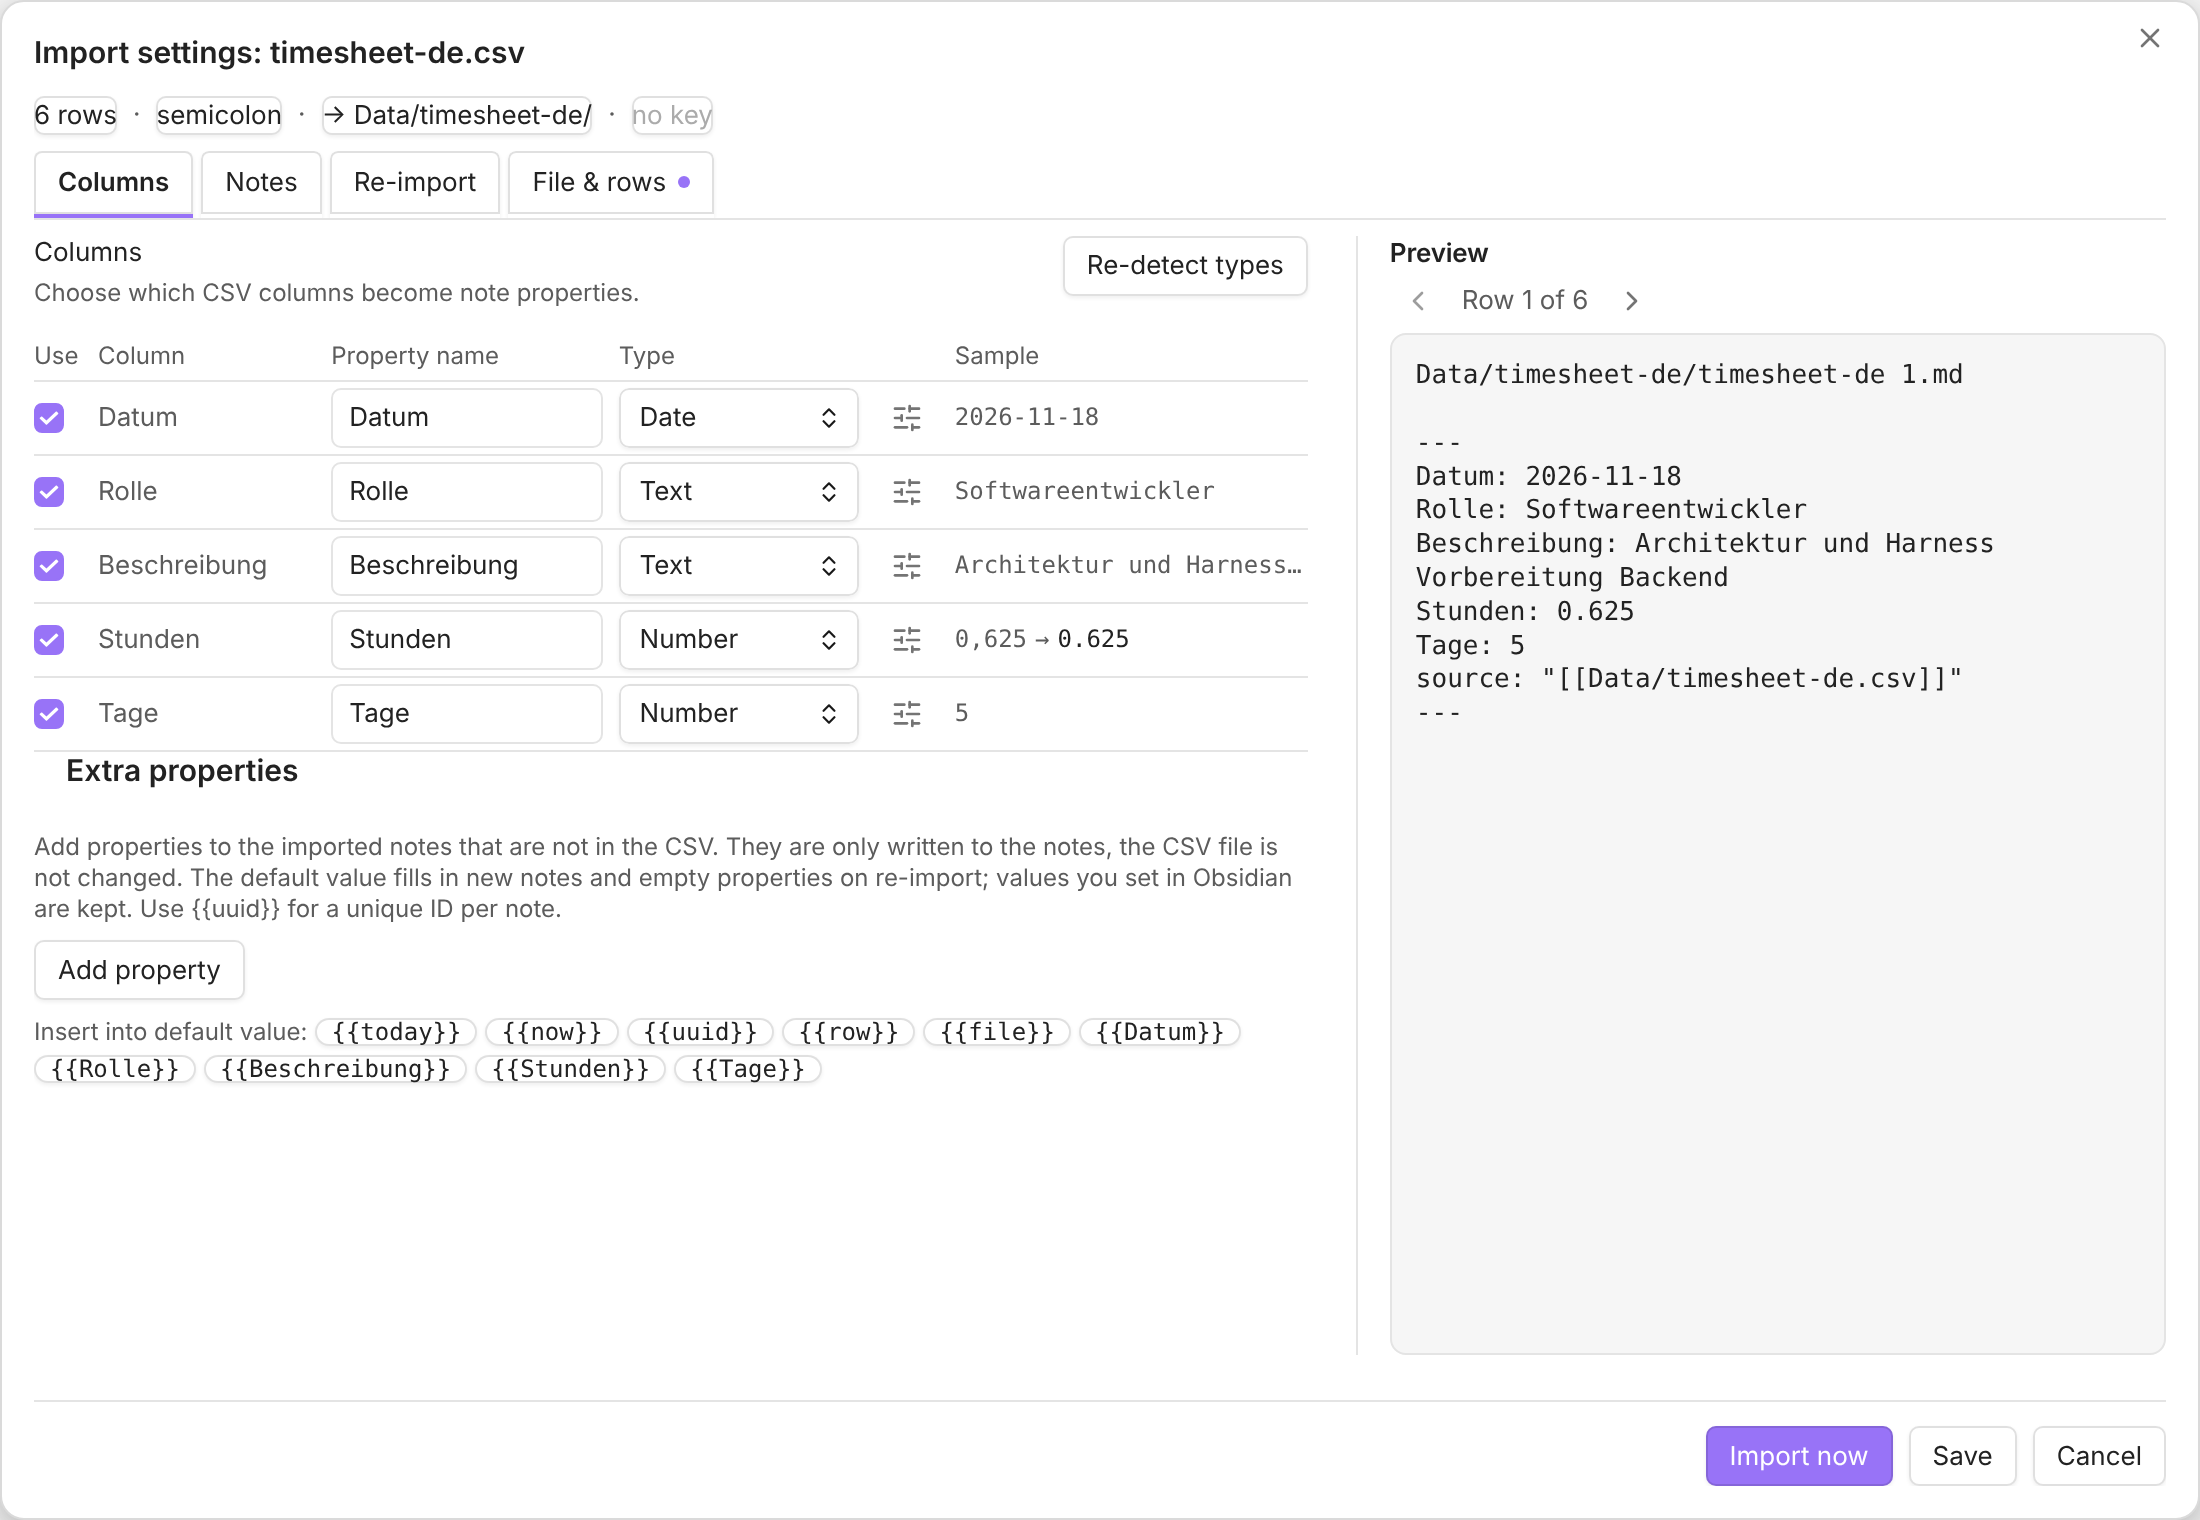 Import settings: timesheet-de.csv
6 rows · semicolon · → Data/timesheet-de/ · no key
Columns Notes Re-import File & rows
Columns
Choose which CSV columns become note properties.
Re-detect types
Use Column Property name Type Sample
Datum Datum Date 2026-11-18
Rolle Rolle Text Softwareentwickler
Beschreibung Beschreibung Text Architektur und Harness…
Stunden Stunden Number 0,625 → 0.625
Tage Tage Number 5
Extra properties
Add properties to the imported notes that are not in the CSV. They are only written to the notes, the CSV file is
not changed. The default value fills in new notes and empty properties on re-import; values you set in Obsidian
are kept. Use {{uuid}} for a unique ID per note.
Add property
Insert into default value: {{today}} {{now}} {{uuid}} {{row}} {{file}} {{Datum}}
{{Rolle}} {{Beschreibung}} {{Stunden}} {{Tage}}
Preview
Row 1 of 6
Data/timesheet-de/timesheet-de 1.md
---
Datum: 2026-11-18
Rolle: Softwareentwickler
Beschreibung: Architektur und Harness
Vorbereitung Backend
Stunden: 0.625
Tage: 5
source: "[[Data/timesheet-de.csv]]"
---
Import now Save Cancel